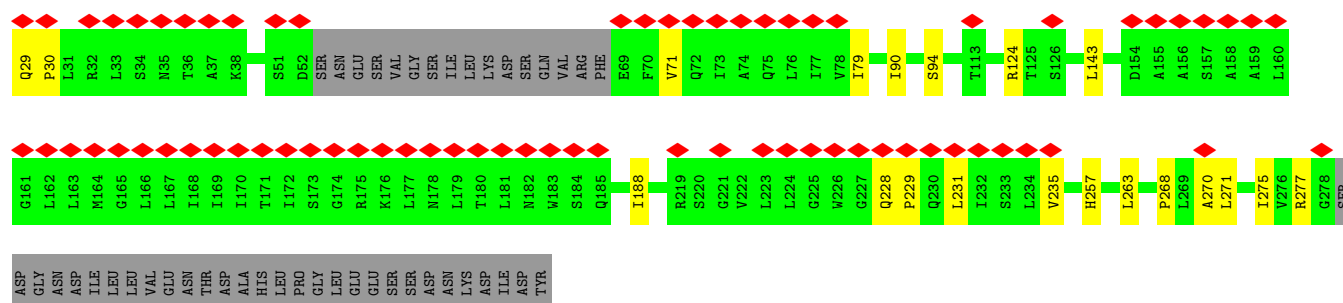 Q29 P30 L31 R32 L33 S34 N35 T36 A37 K38 S51 D52 SER ASN GLU SER VAL GLY SER ILE LEU LYS ASP SER GLN VAL ARG PHE E69 F70 V71 Q72 I73 A74 Q75 L76 I77 V78 I79 I90 S94 T113 R124 T125 S126 L143 D154 A155 A156 S157 A158 A159 L160
G161 L162 L163 M164 G165 L166 L167 I168 I169 I170 T171 I172 S173 G174 R175 K176 L177 N178 L179 T180 L181 N182 W183 S184 Q185 I188 R219 S220 G221 V222 L223 L224 G225 W226 G227 Q228 P229 Q230 L231 I232 S233 L234 V235 H257 L263 P268 L269 A270 L271 I275 V276 R277 G278 SER
ASP GLY ASN ASP ILE LEU LEU VAL GLU ASN THR ASP ALA HIS LEU PRO GLY LEU GLU GLU SER SER ASP ASN LYS ASP ILE ASP TYR